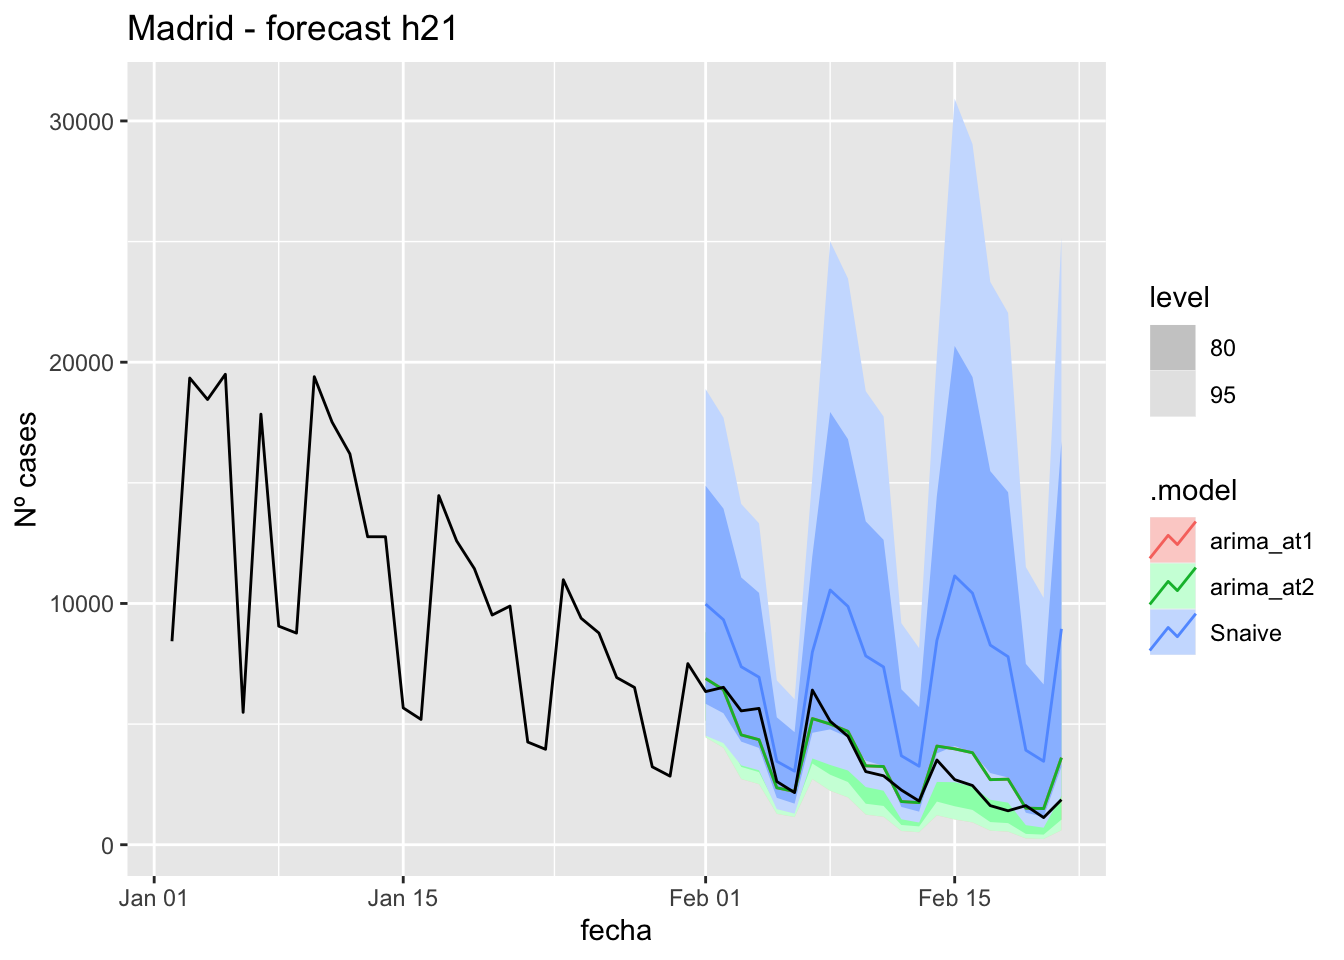 Madrid - forecast h21
30000
20000
10000
0
Nº cases
Jan 01
Jan 15
Feb 01
Feb 15
fecha
level
80
95
.model
arima_at1
arima_at2
Snaive